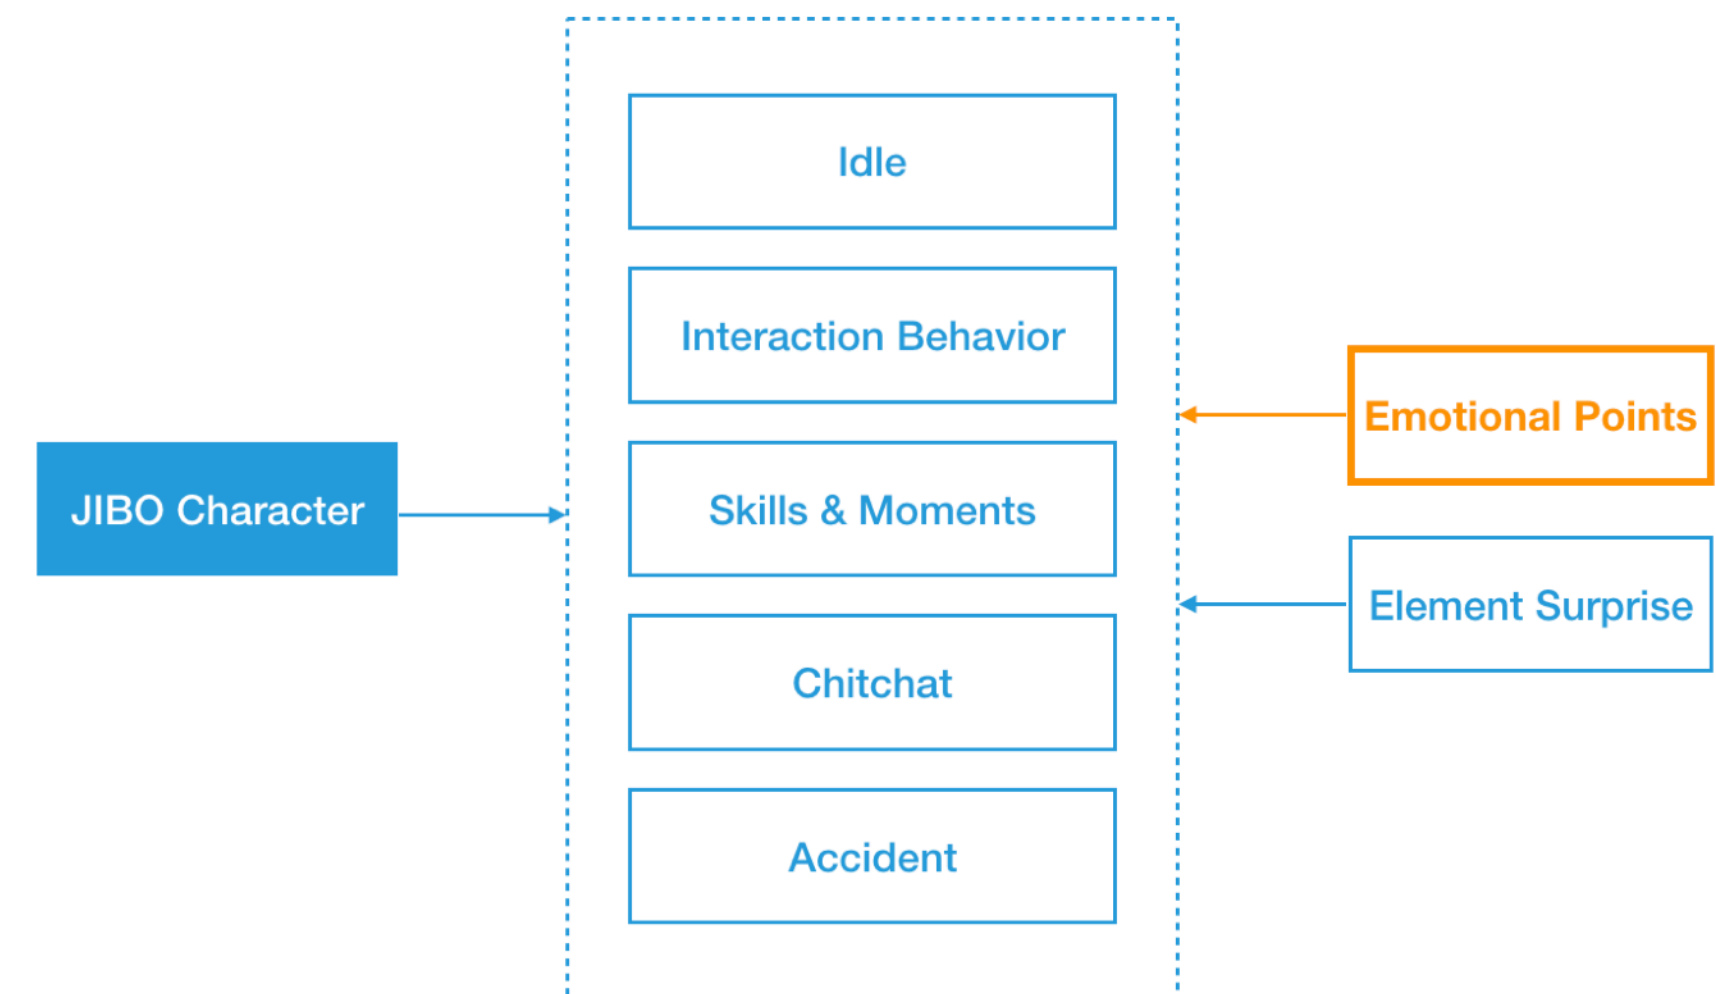 Idle
Interaction Behavior
Skills & Moments
Chitchat
Accident
JIBO Character
Emotional Points
Element Surprise